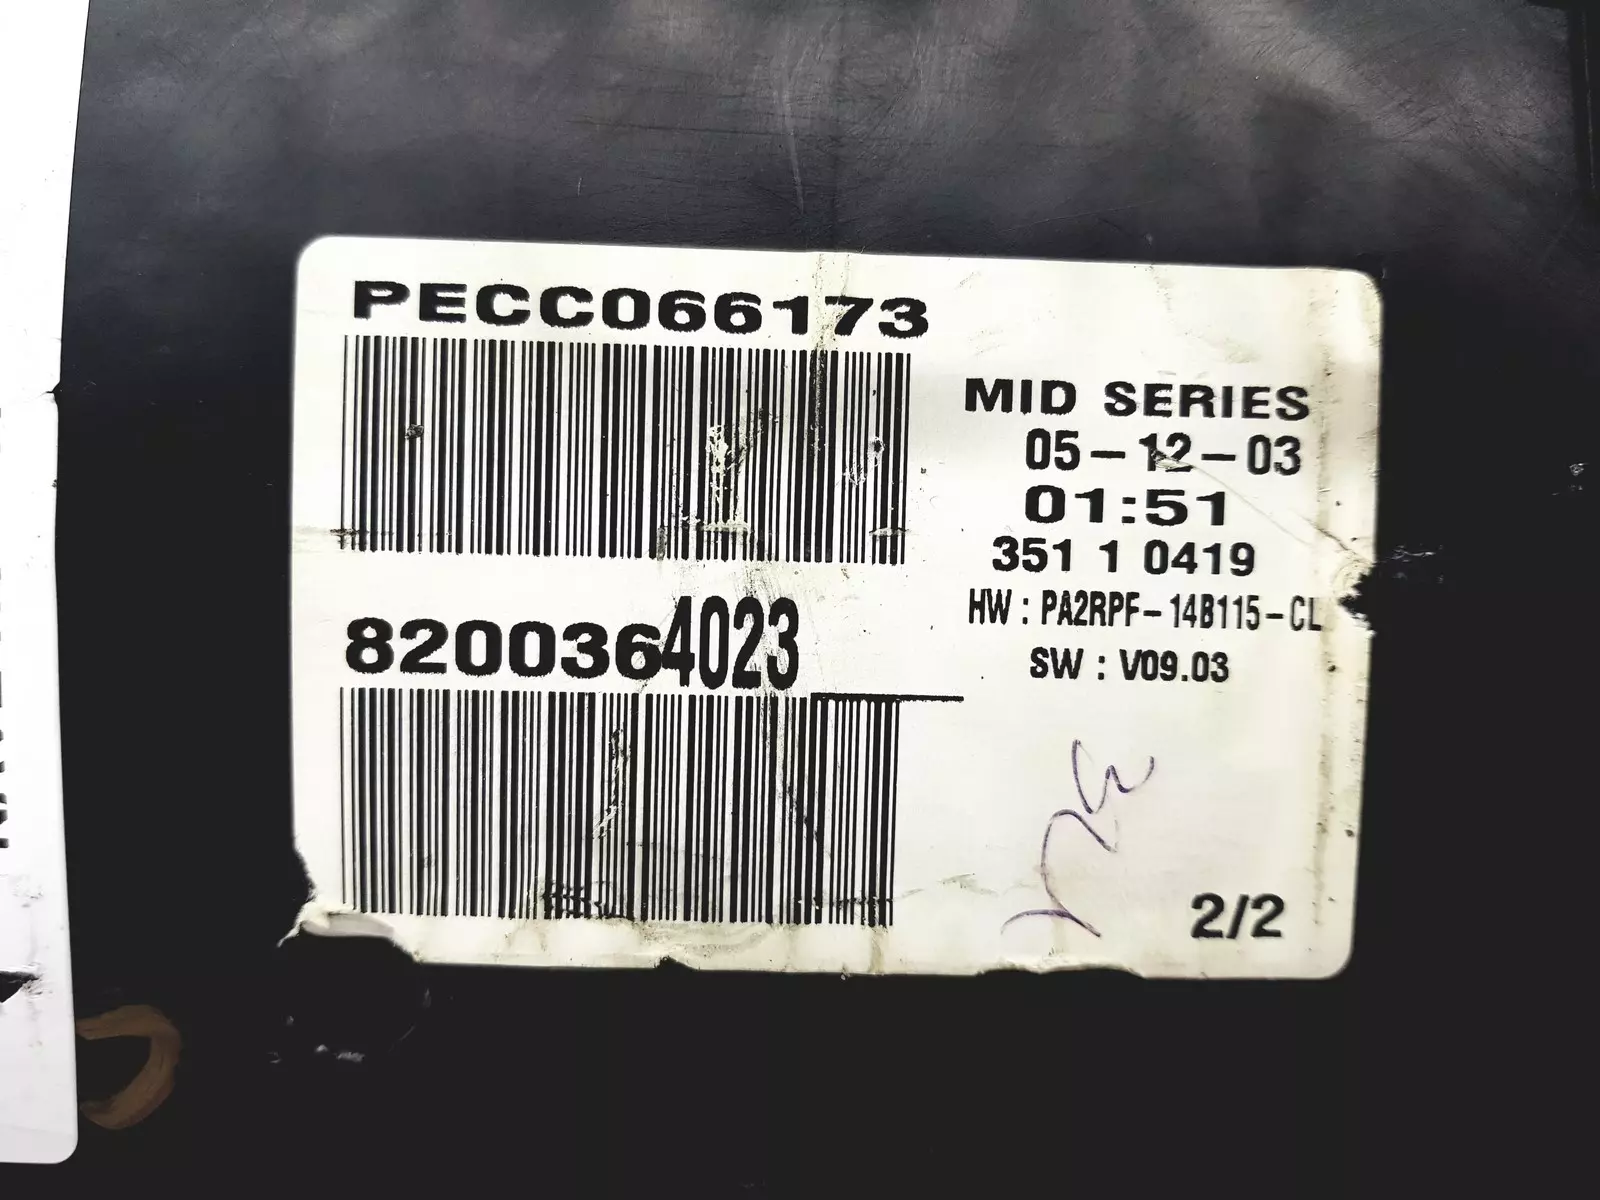 PECC066173
MID SERIES
05-12-03
01:51
351 1 0419
HW : PA2RPF-14B115-CL
SW : V09.03
8200364023
2/2